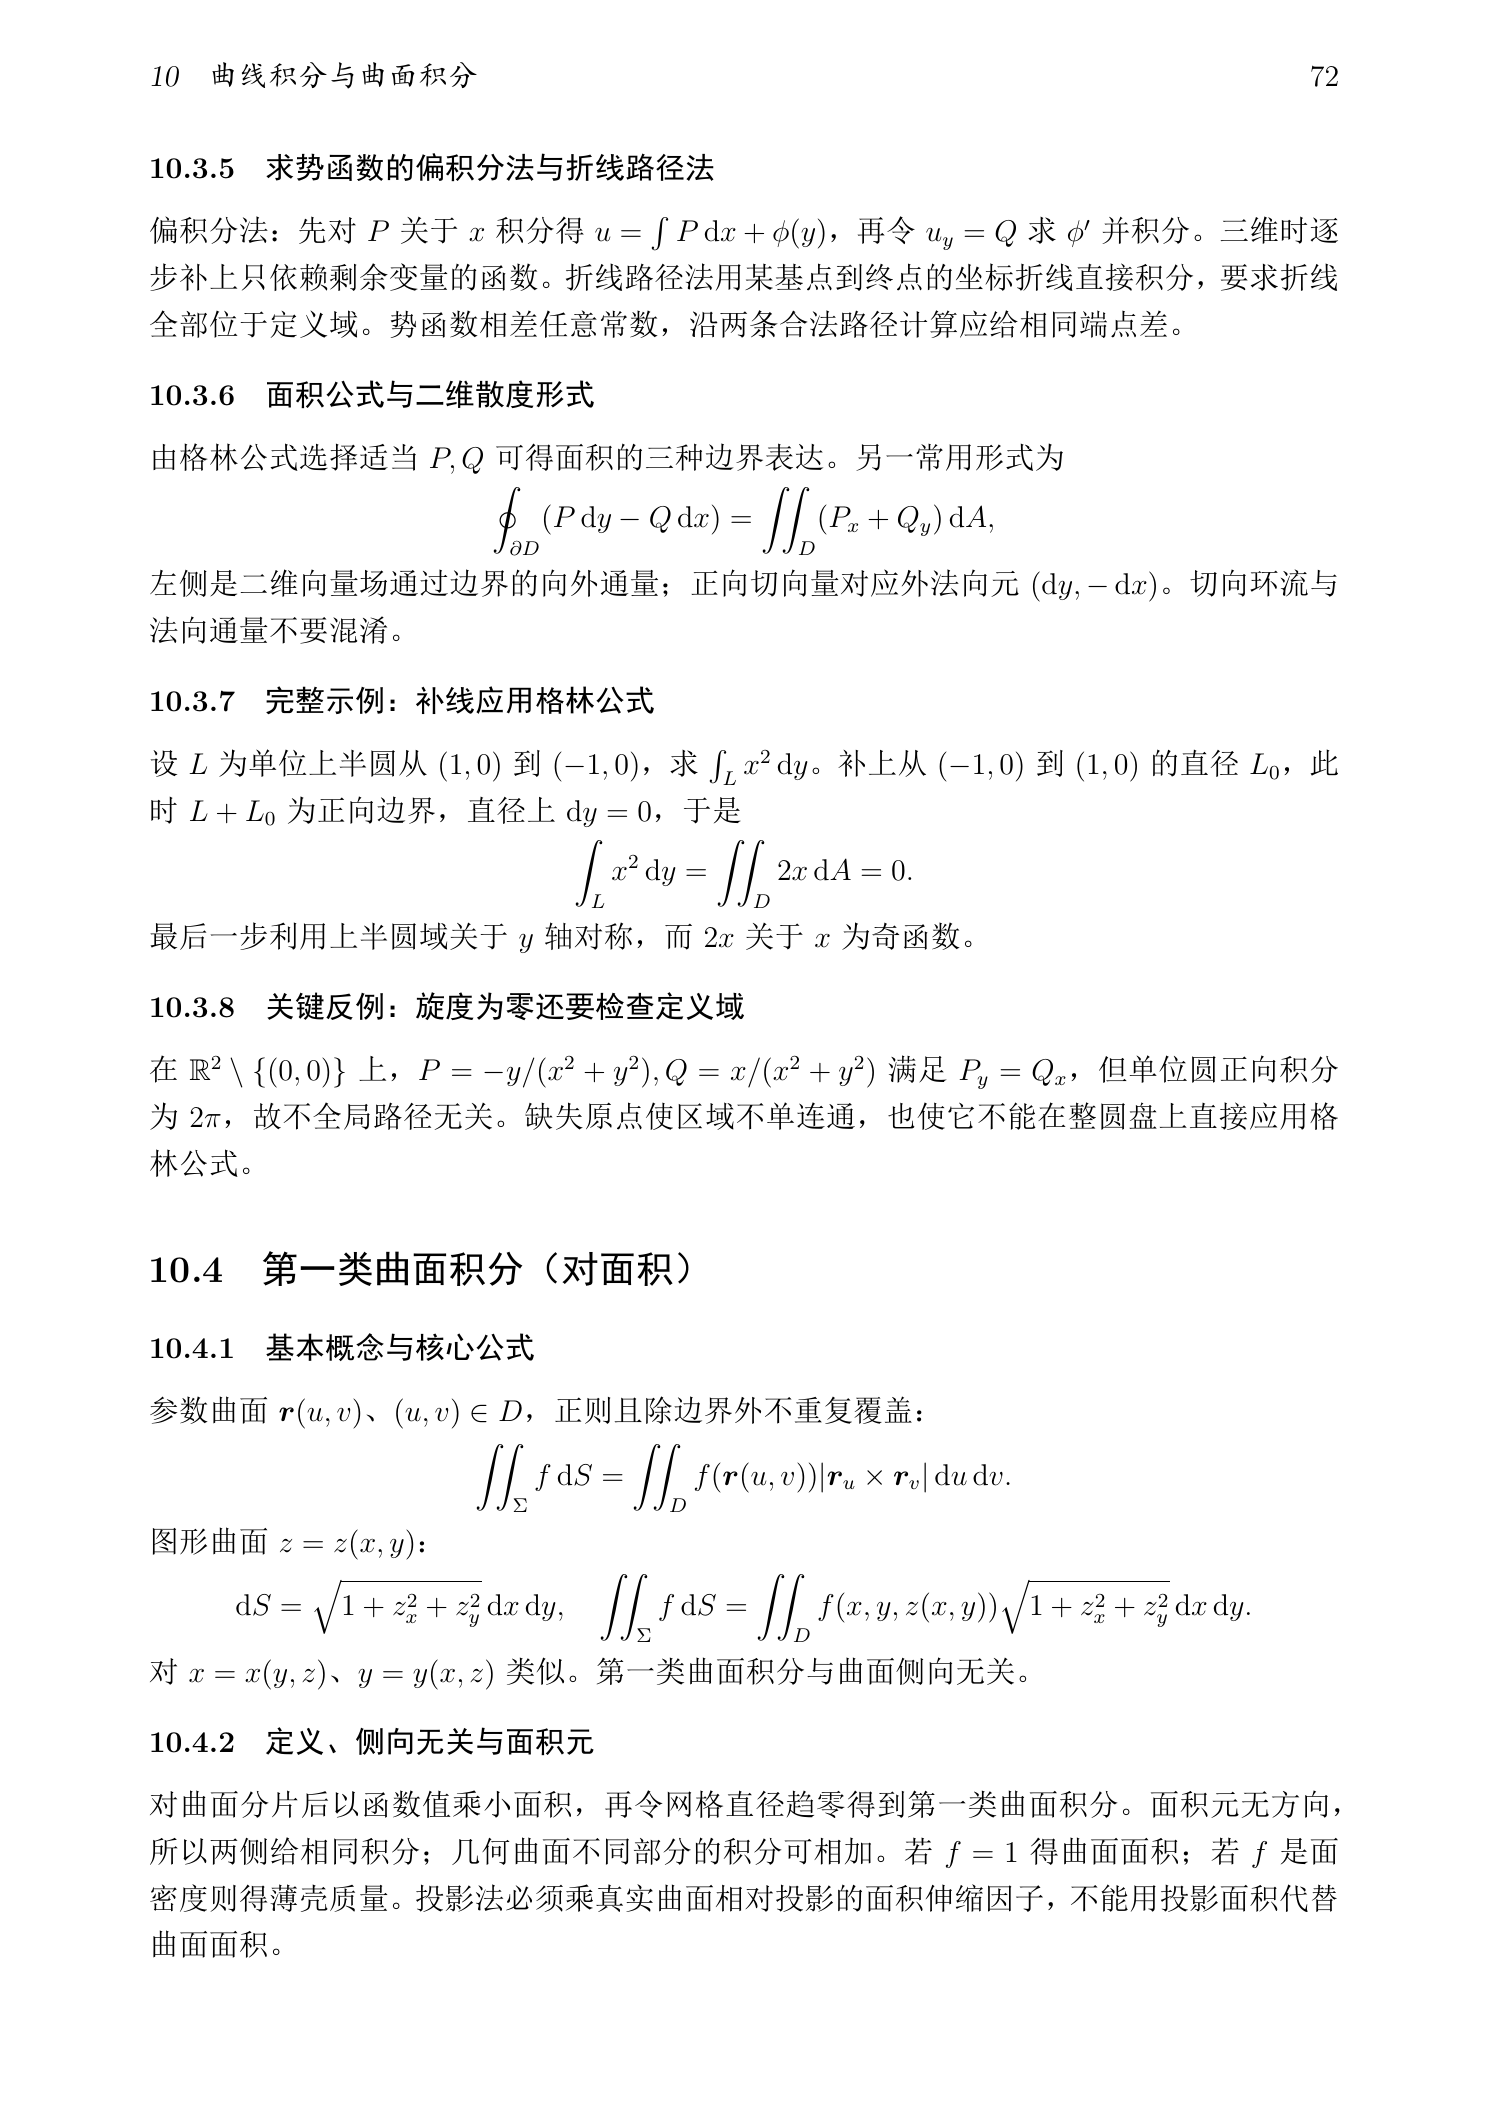 10 曲线积分与曲面积分 72
10.3.5 求势函数的偏积分法与折线路径法
偏积分法：先对 P 关于 x 积分得 u = ∫ P dx + ϕ(y)，再令 u_y = Q 求 ϕ′ 并积分。三维时逐
步补上只依赖剩余变量的函数。折线路径法用某基点到终点的坐标折线直接积分，要求折线
全部位于定义域。势函数相差任意常数，沿两条合法路径计算应给相同端点差。
10.3.6 面积公式与二维散度形式
由格林公式选择适当 P, Q 可得面积的三种边界表达。另一常用形式为
∮_{∂D} (P dy − Q dx) = ∬_D (P_x + Q_y) dA,
左侧是二维向量场通过边界的向外通量；正向切向量对应外法向元 (dy, − dx)。切向环流与
法向通量不要混淆。
10.3.7 完整示例：补线应用格林公式
设 L 为单位上半圆从 (1, 0) 到 (−1, 0)，求 ∫_L x² dy。补上从 (−1, 0) 到 (1, 0) 的直径 L₀，此
时 L + L₀ 为正向边界，直径上 dy = 0，于是
∫_L x² dy = ∬_D 2x dA = 0.
最后一步利用上半圆域关于 y 轴对称，而 2x 关于 x 为奇函数。
10.3.8 关键反例：旋度为零还要检查定义域
在 ℝ² \ {(0, 0)} 上，P = −y/(x² + y²), Q = x/(x² + y²) 满足 P_y = Q_x，但单位圆正向积分
为 2π，故不全局路径无关。缺失原点使区域不单连通，也使它不能在整圆盘上直接应用格
林公式。
10.4 第一类曲面积分（对面积）
10.4.1 基本概念与核心公式
参数曲面 r(u, v)、(u, v) ∈ D，正则且除边界外不重复覆盖：
∬_Σ f dS = ∬_D f(r(u, v))|r_u × r_v| du dv.
图形曲面 z = z(x, y)：
dS = √(1 + z_x² + z_y²) dx dy, ∬_Σ f dS = ∬_D f(x, y, z(x, y))√(1 + z_x² + z_y²) dx dy.
对 x = x(y, z)、y = y(x, z) 类似。第一类曲面积分与曲面侧向无关。
10.4.2 定义、侧向无关与面积元
对曲面分片后以函数值乘小面积，再令网格直径趋零得到第一类曲面积分。面积元无方向，
所以两侧给相同积分；几何曲面不同部分的积分可相加。若 f = 1 得曲面面积；若 f 是面
密度则得薄壳质量。投影法必须乘真实曲面相对投影的面积伸缩因子，不能用投影面积代替
曲面面积。